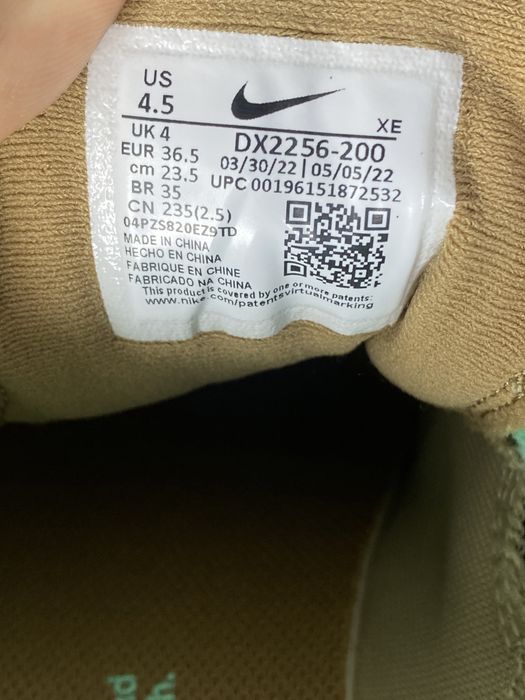 US
4.5
XE
UK 4
EUR 36.5
cm 23.5
BR 35
CN 235(2.5)
DX2256-200
03/30/22 | 05/05/22
UPC 00196151872532
04PZS820EZ9TD
MADE IN CHINA
HECHO EN CHINA
FABRIQUE EN CHINE
FABRICADO NA CHINA
This product is covered by one or more patents:
www.nike.com/patentsvirtualmarking